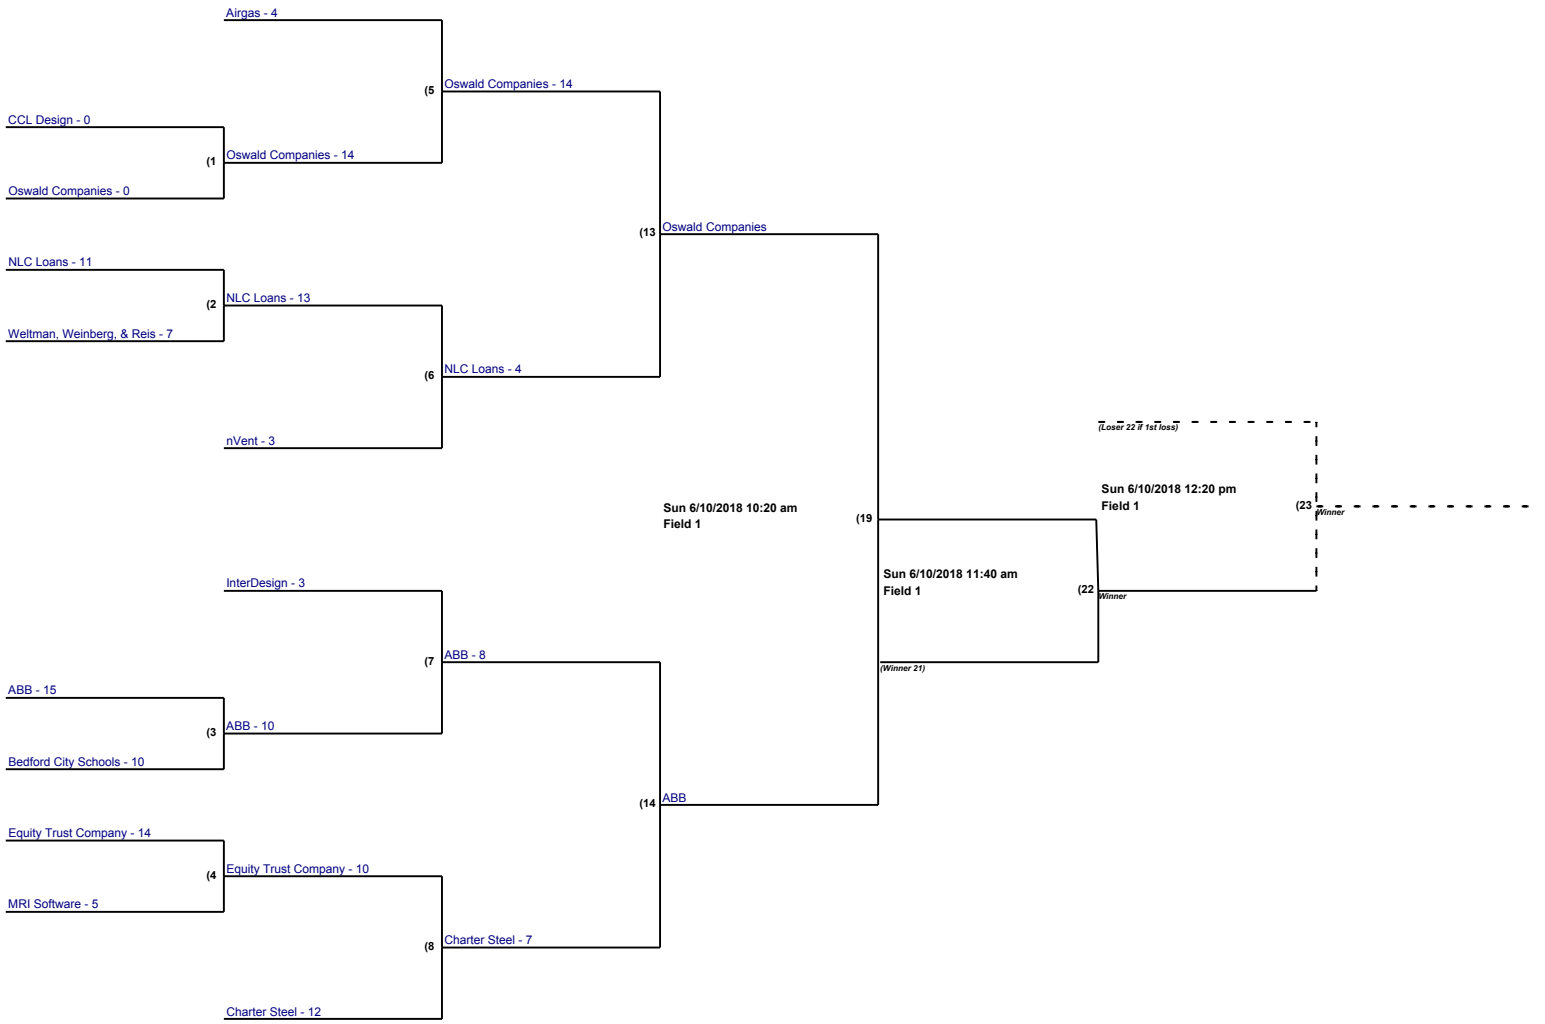 Airgas - 4
(5
Oswald Companies - 14
CCL Design - 0
(1
Oswald Companies - 14
Oswald Companies - 0
(13
Oswald Companies
NLC Loans - 11
(2
NLC Loans - 13
Weltman, Weinberg, & Reis - 7
(6
NLC Loans - 4
nVent - 3
(Loser 22 if 1st loss)
Sun 6/10/2018 12:20 pm
Field 1
(23
Winner
Sun 6/10/2018 10:20 am
Field 1
(19
Sun 6/10/2018 11:40 am
Field 1
(22
Winner
InterDesign - 3
(7
ABB - 8
(Winner 21)
ABB - 15
(3
ABB - 10
Bedford City Schools - 10
(14
ABB
Equity Trust Company - 14
(4
Equity Trust Company - 10
MRI Software - 5
(8
Charter Steel - 7
Charter Steel - 12